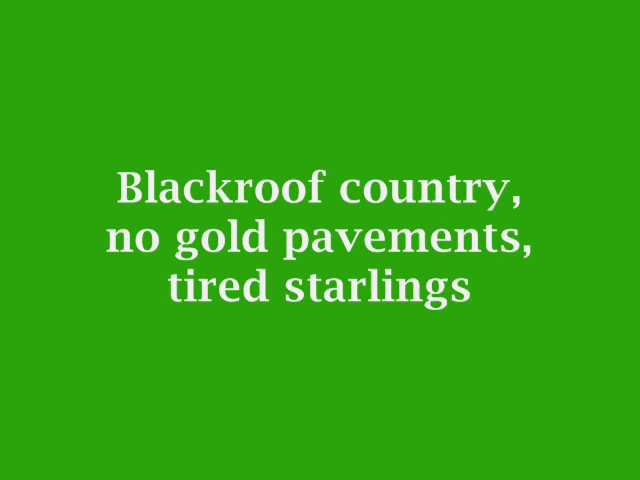 Blackroof country,
no gold pavements,
tired starlings